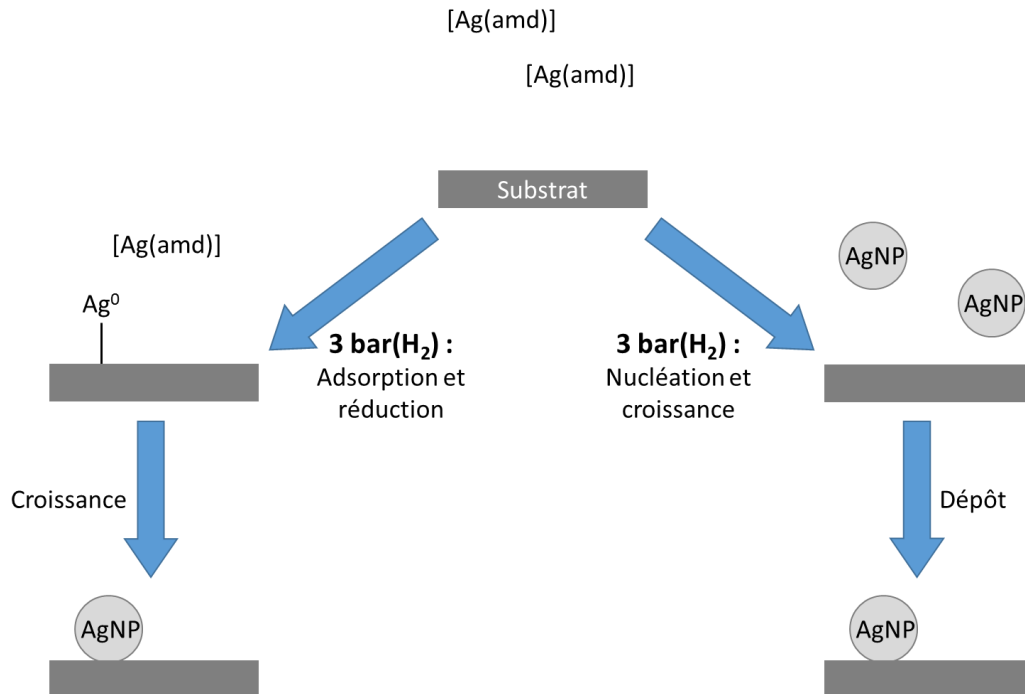 [Ag(amd)]
[Ag(amd)]
Substrat
[Ag(amd)]
Ag⁰
3 bar(H₂) :
Adsorption et
réduction
3 bar(H₂) :
Nucléation et
croissance
AgNP
AgNP
Croissance
Dépôt
AgNP
AgNP